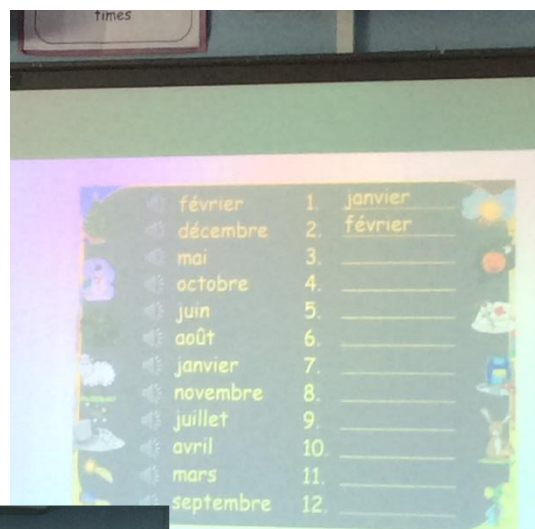 times
février 1. janvier
décembre 2. février
mai 3.
octobre 4.
juin 5.
août 6.
janvier 7.
novembre 8.
juillet 9.
avril 10.
mars 11.
septembre 12.